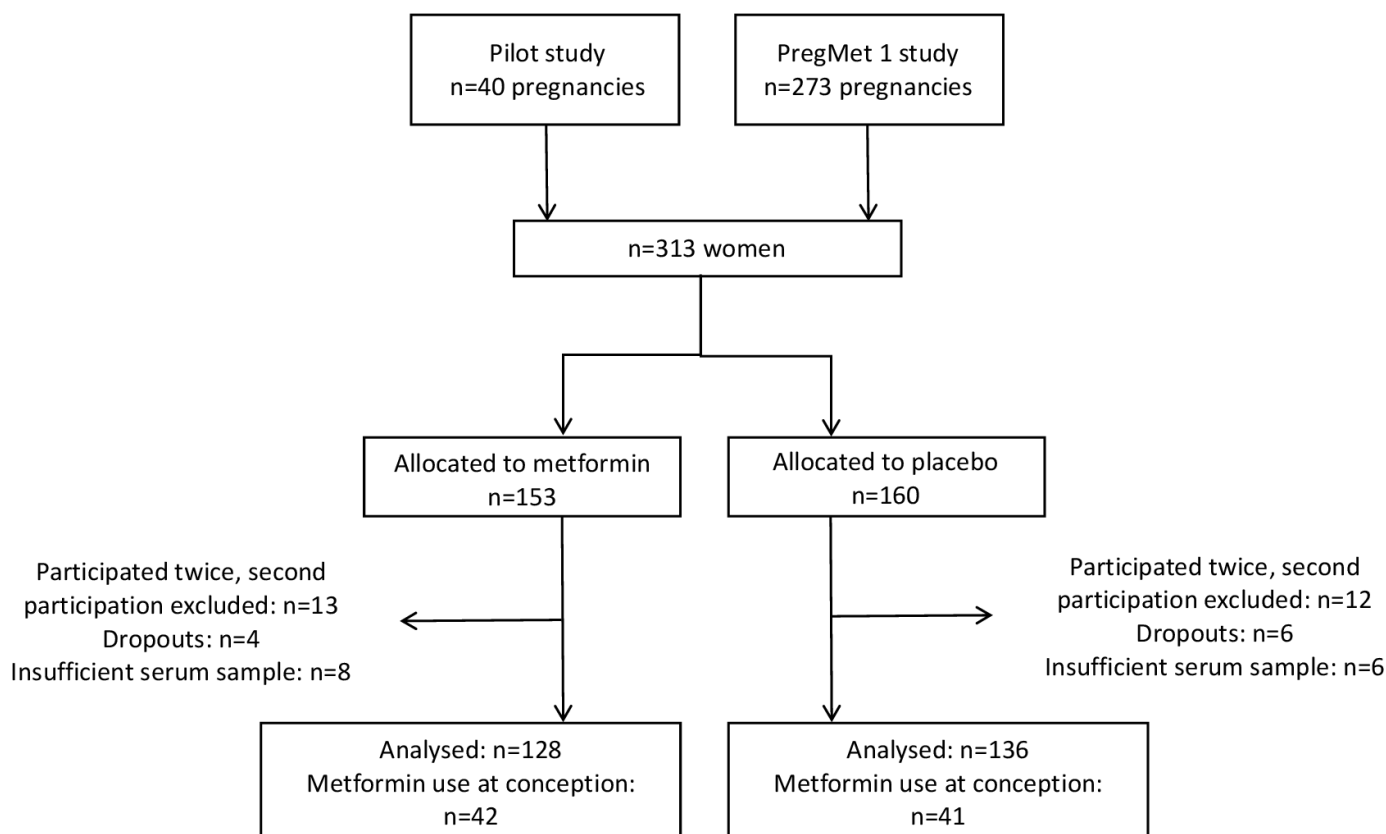 Pilot study
n=40 pregnancies
PregMet 1 study
n=273 pregnancies
n=313 women
Allocated to metformin
n=153
Allocated to placebo
n=160
Participated twice, second
participation excluded: n=13
Dropouts: n=4
Insufficient serum sample: n=8
Participated twice, second
participation excluded: n=12
Dropouts: n=6
Insufficient serum sample: n=6
Analysed: n=128
Metformin use at conception:
n=42
Analysed: n=136
Metformin use at conception:
n=41